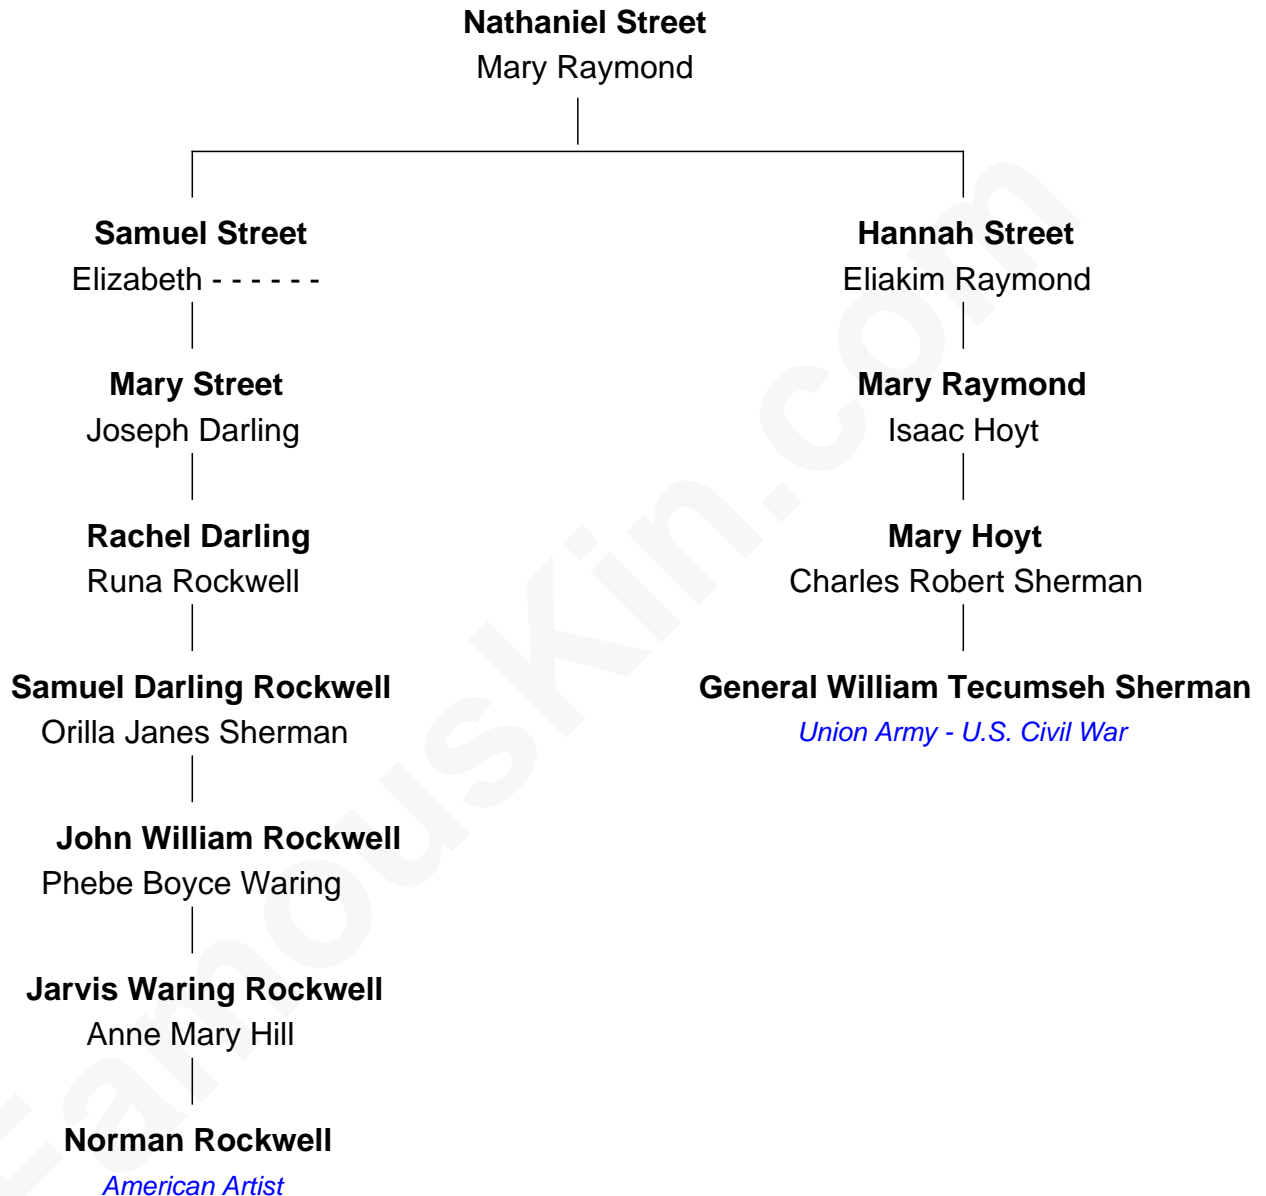 Nathaniel Street
Mary Raymond
Samuel Street
Elizabeth - - - - - -
Hannah Street
Eliakim Raymond
Mary Street
Joseph Darling
Mary Raymond
Isaac Hoyt
Rachel Darling
Runa Rockwell
Mary Hoyt
Charles Robert Sherman
Samuel Darling Rockwell
Orilla Janes Sherman
General William Tecumseh Sherman
Union Army - U.S. Civil War
John William Rockwell
Phebe Boyce Waring
Jarvis Waring Rockwell
Anne Mary Hill
Norman Rockwell
American Artist
FamousKin.com